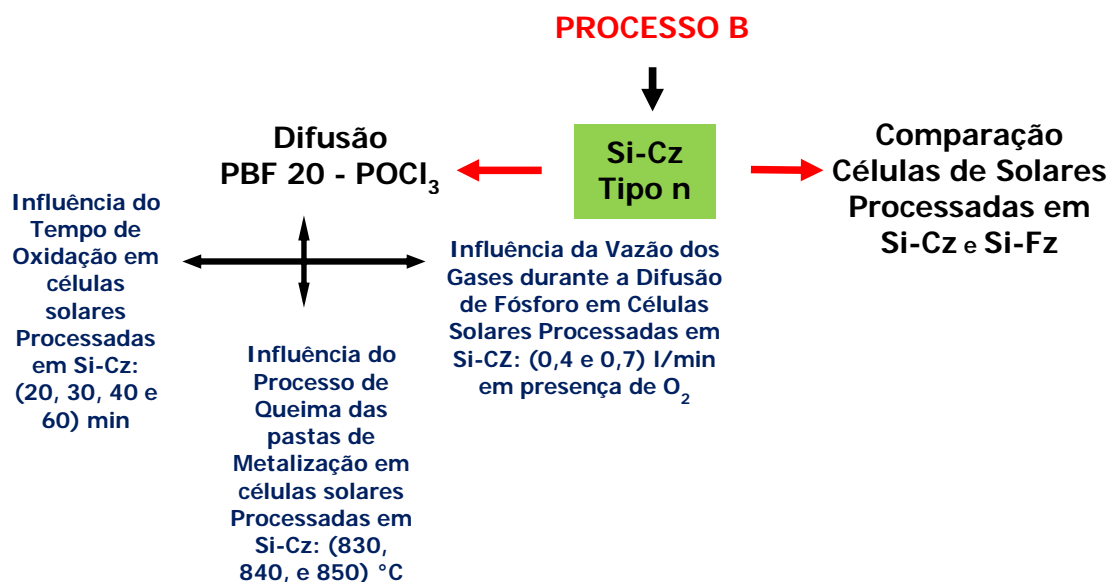 PROCESSO B
Si-Cz
Tipo n
Difusão
PBF 20 - POCl₃
Comparação
Células de Solares
Processadas em
Si-Cz e Si-Fz
Influência do
Tempo de
Oxidação em
células
solares
Processadas
em Si-Cz:
(20, 30, 40 e
60) min
Influência do
Processo de
Queima das
pastas de
Metalização em
células solares
Processadas em
Si-Cz: (830,
840, e 850) °C
Influência da Vazão dos
Gases durante a Difusão
de Fósforo em Células
Solares Processadas em
Si-CZ: (0,4 e 0,7) l/min
em presença de O₂